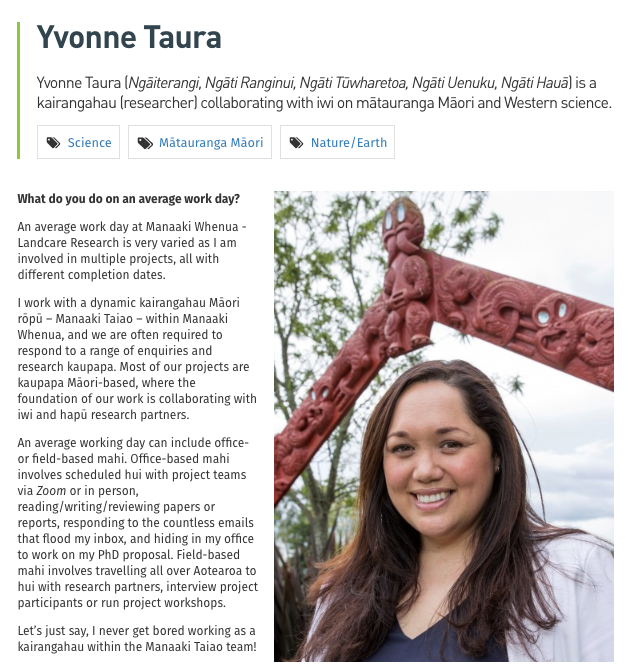 Yvonne Taura
Yvonne Taura (Ngāiterangi, Ngāti Ranginui, Ngāti Tūwharetoa, Ngāti Uenuku, Ngāti Hauā) is a
kairangahau (researcher) collaborating with iwi on mātauranga Māori and Western science.
Science
Mātauranga Māori
Nature/Earth
What do you do on an average work day?
An average work day at Manaaki Whenua -
Landcare Research is very varied as I am
involved in multiple projects, all with
different completion dates.
I work with a dynamic kairangahau Māori
rōpū – Manaaki Taiao – within Manaaki
Whenua, and we are often required to
respond to a range of enquiries and
research kaupapa. Most of our projects are
kaupapa Māori-based, where the
foundation of our work is collaborating with
iwi and hapū research partners.
An average working day can include office-
or field-based mahi. Office-based mahi
involves scheduled hui with project teams
via Zoom or in person,
reading/writing/reviewing papers or
reports, responding to the countless emails
that flood my inbox, and hiding in my office
to work on my PhD proposal. Field-based
mahi involves travelling all over Aotearoa to
hui with research partners, interview project
participants or run project workshops.
Let’s just say, I never get bored working as a
kairangahau within the Manaaki Taiao team!